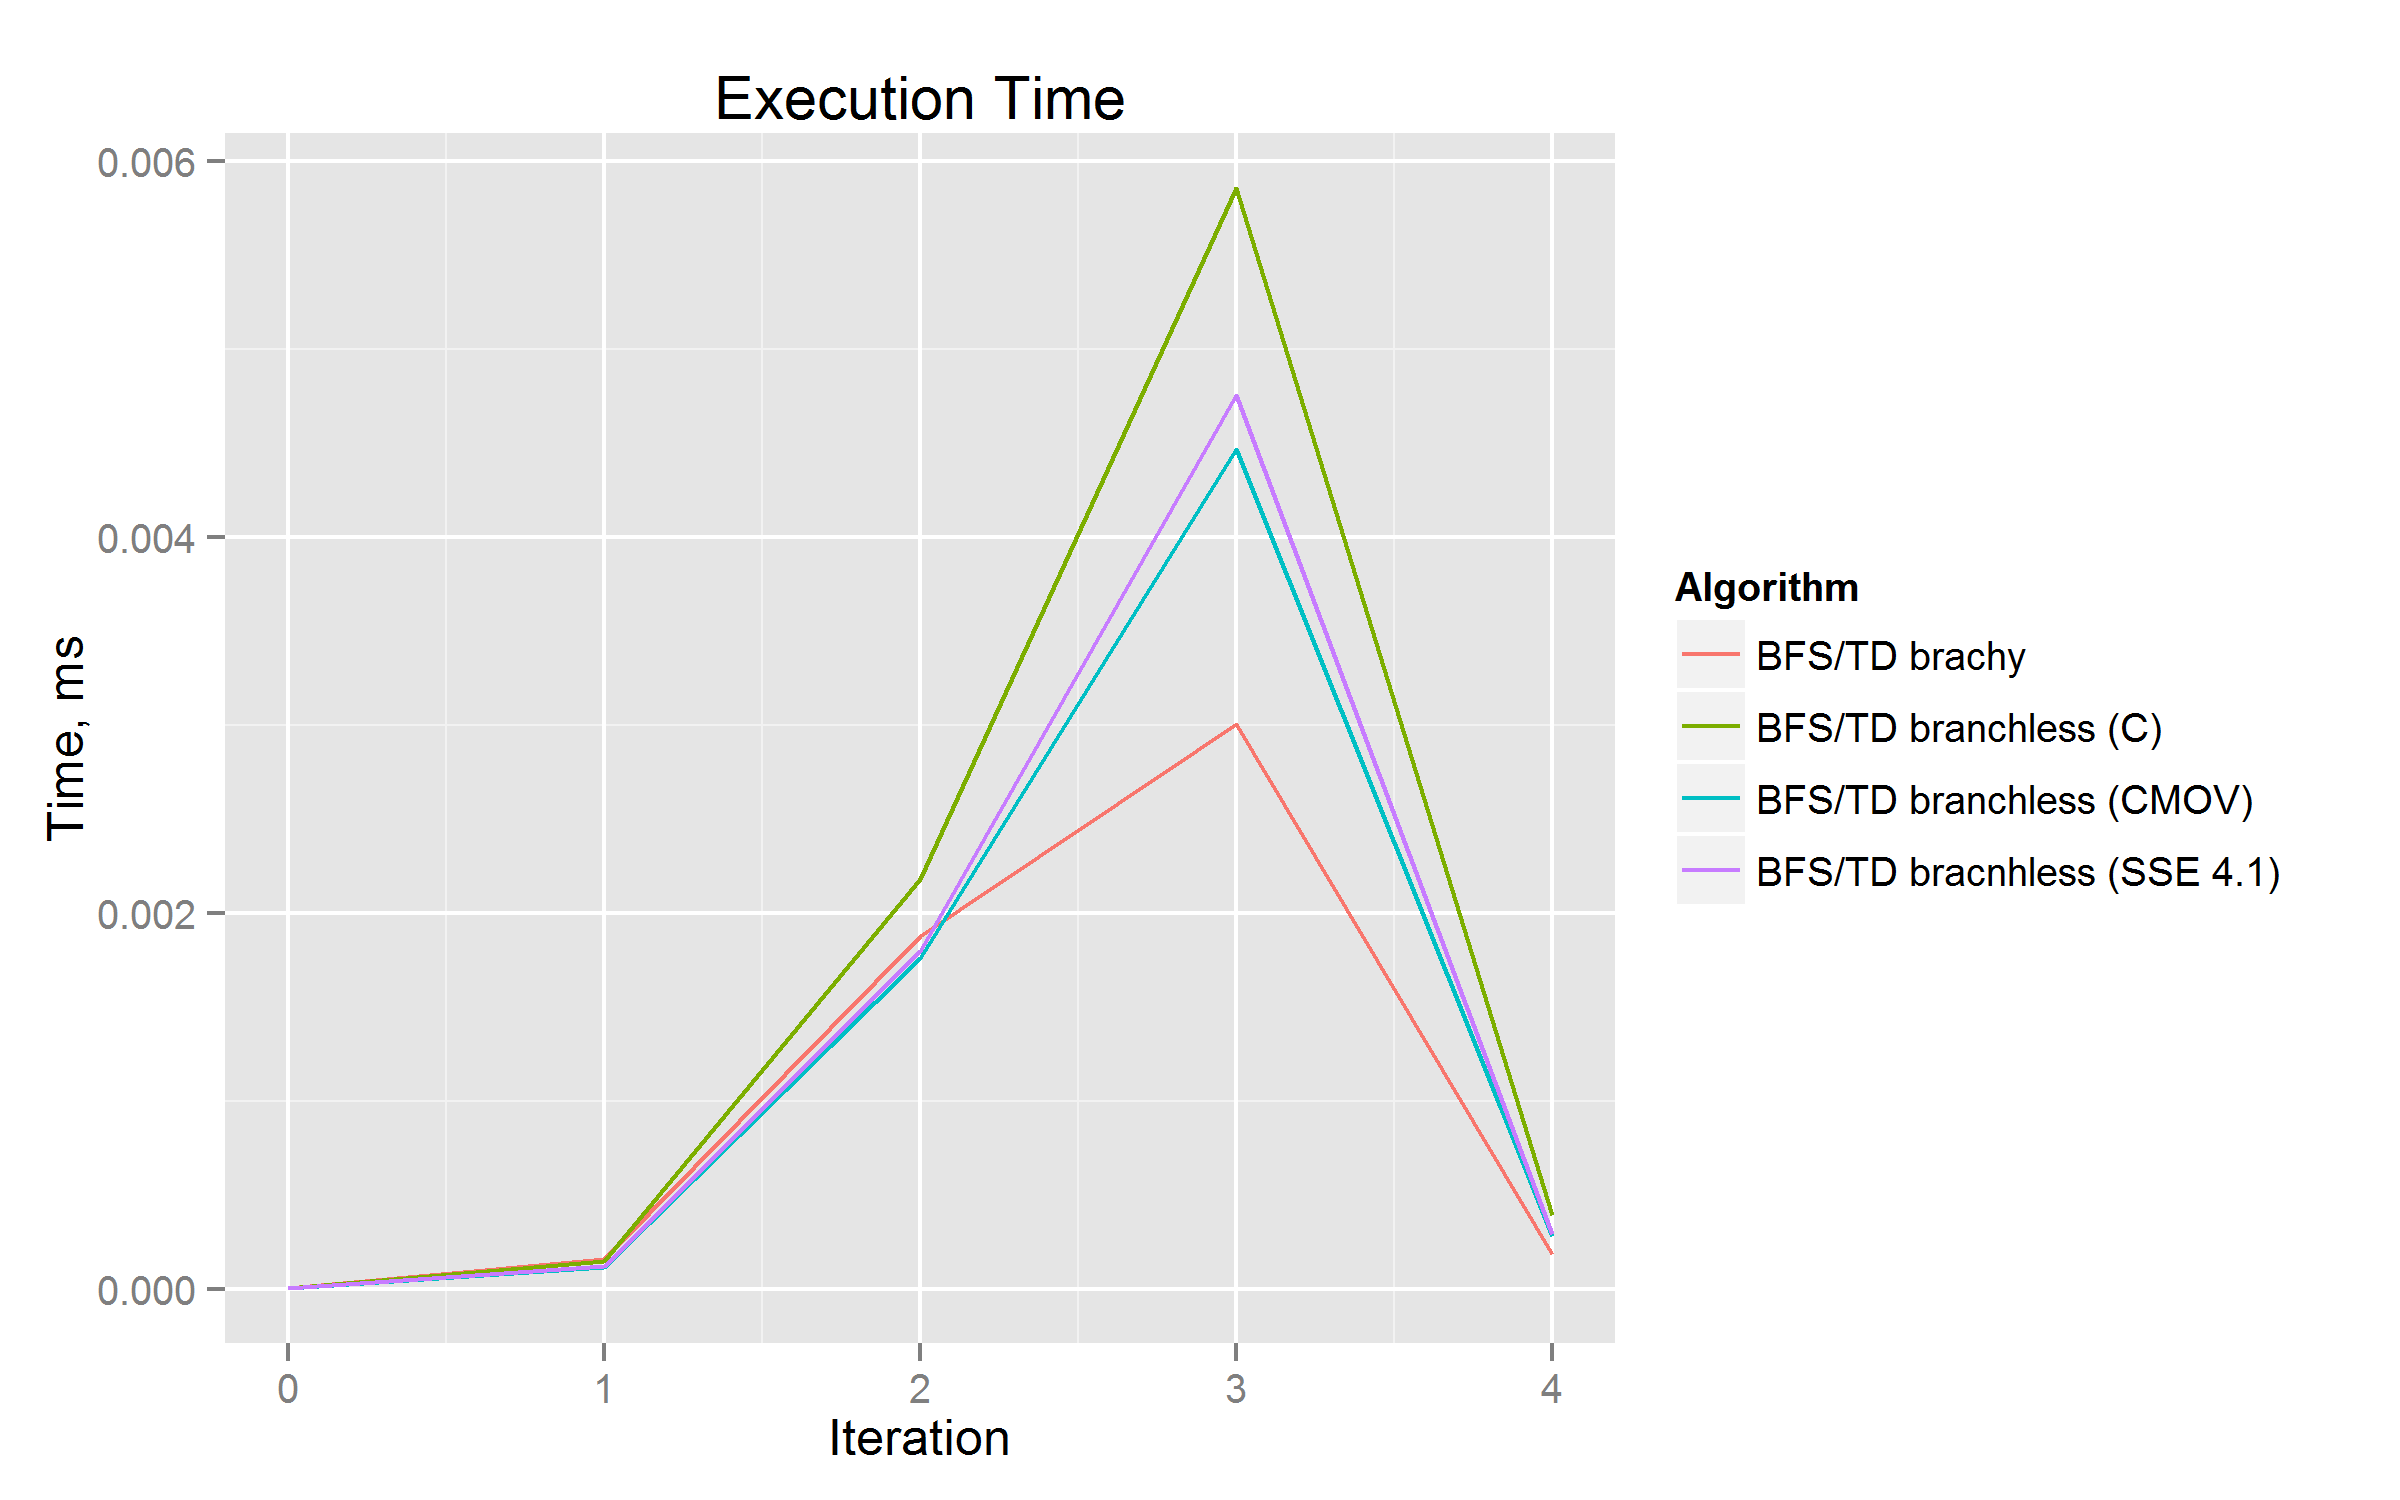 Execution Time
0.006
0.004
0.002
0.000
Time, ms
0 1 2 3 4
Iteration
Algorithm
BFS/TD brachy
BFS/TD branchless (C)
BFS/TD branchless (CMOV)
BFS/TD bracnhless (SSE 4.1)